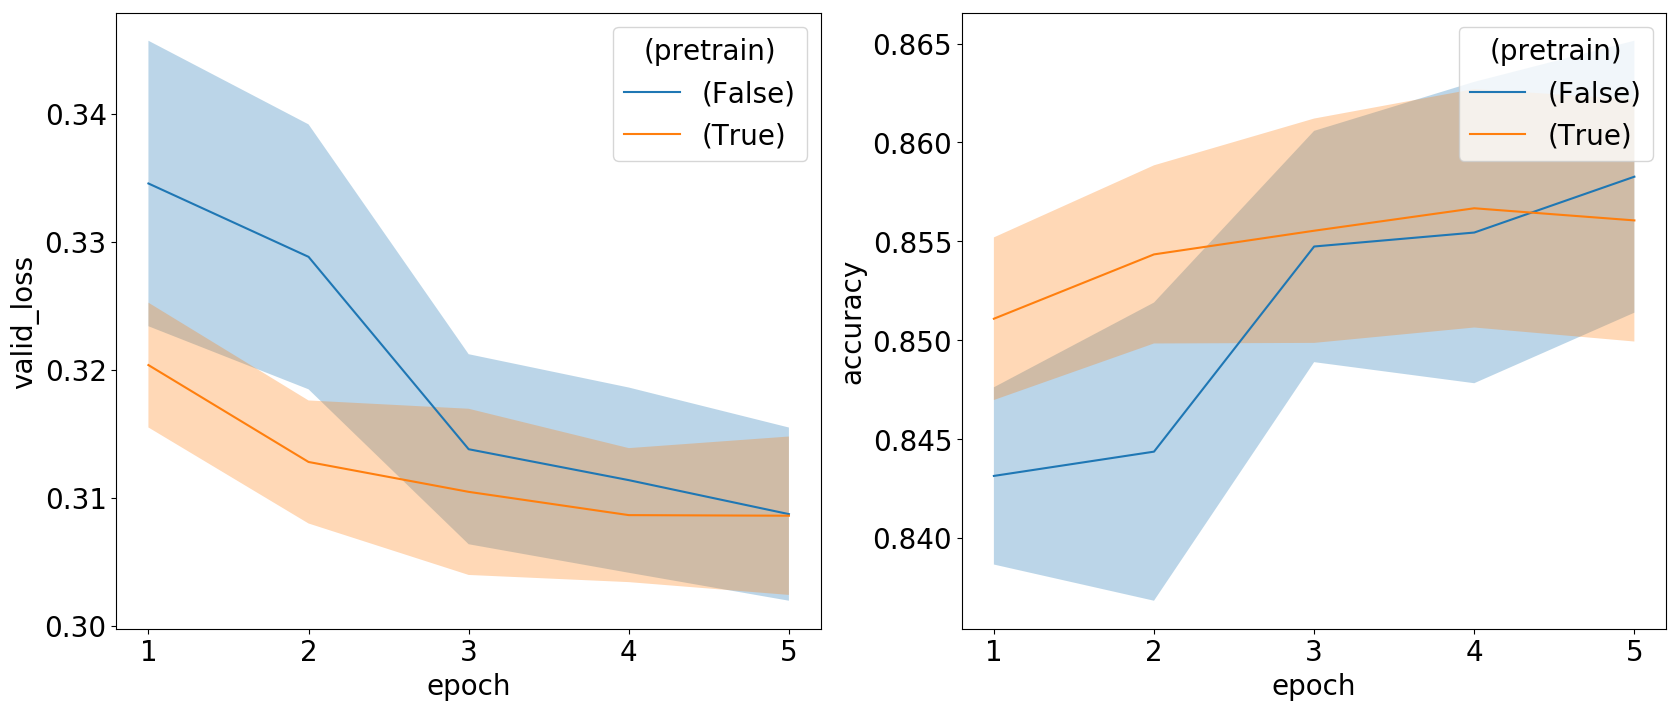 valid_loss
0.34
0.33
0.32
0.31
0.30
1 2 3 4 5
epoch
(pretrain)
(False)
(True)
accuracy
0.865
0.860
0.855
0.850
0.845
0.840
1 2 3 4 5
epoch
(pretrain)
(False)
(True)